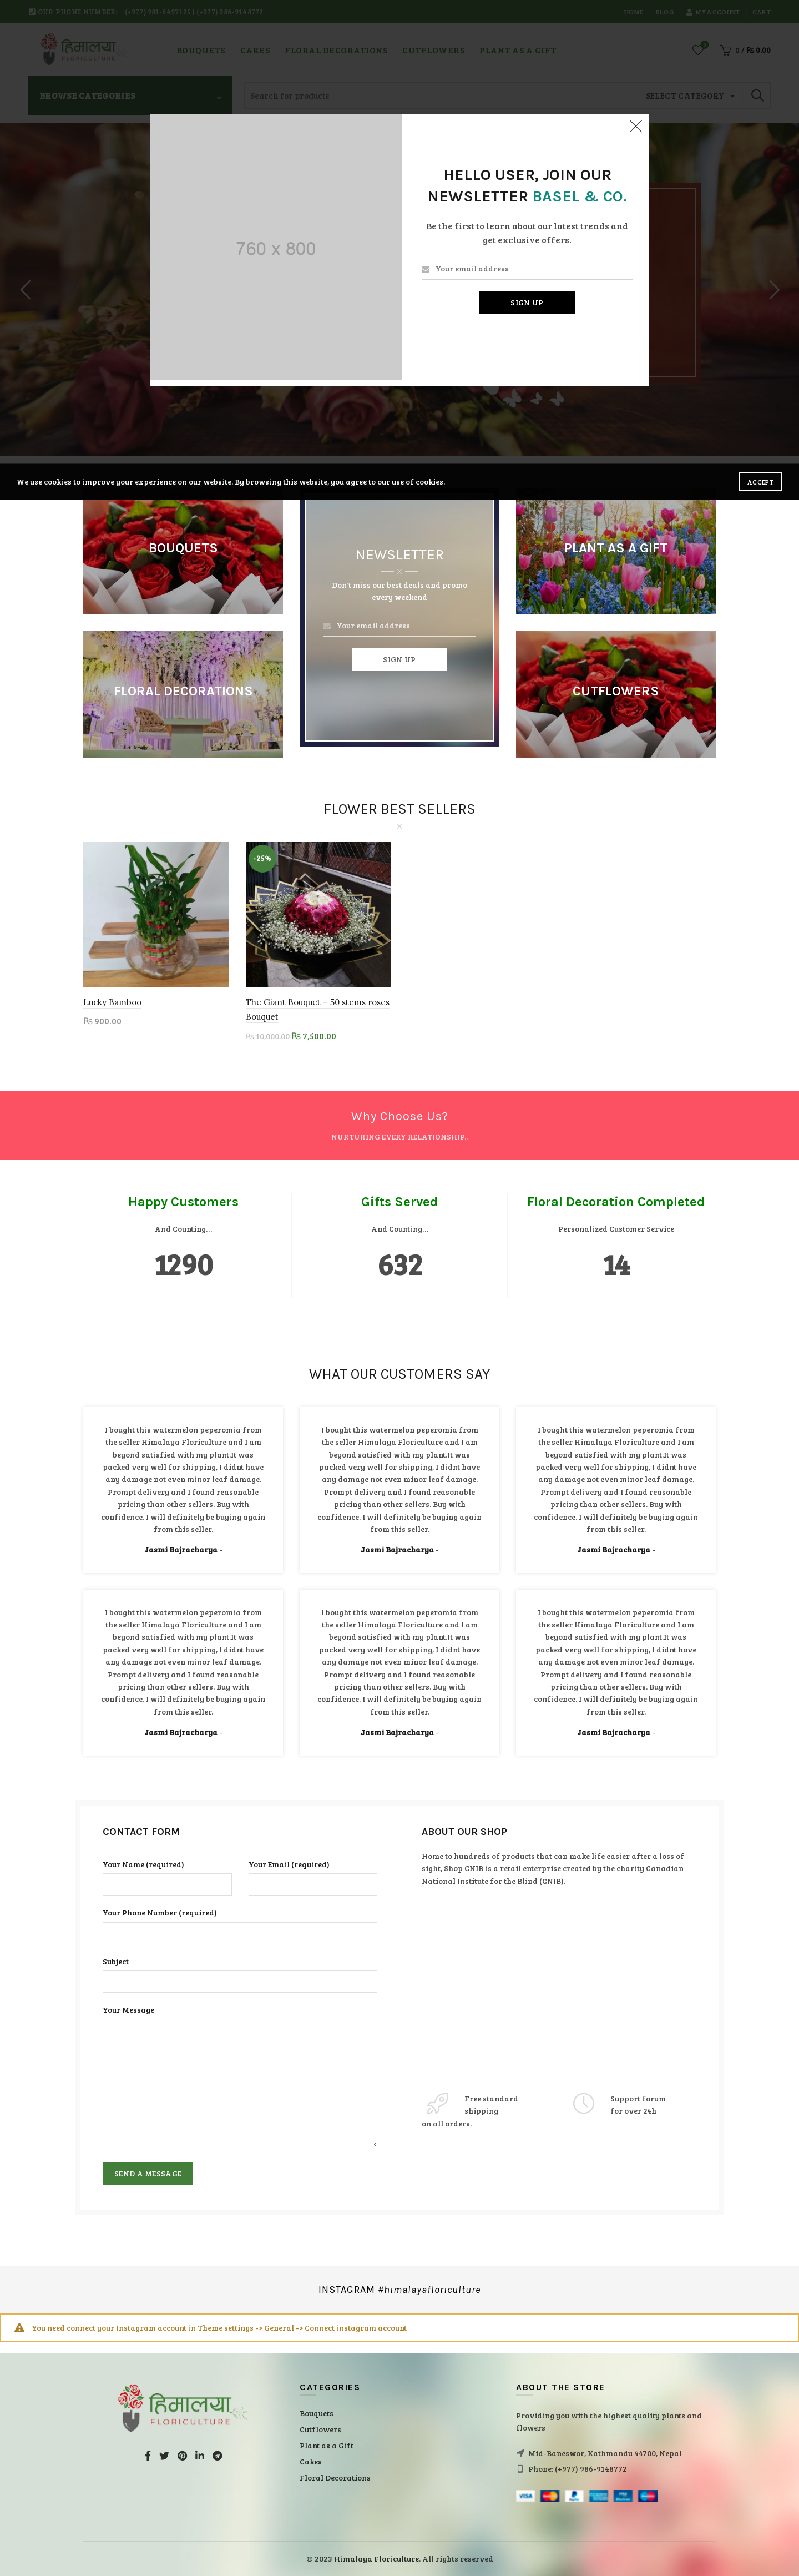 OUR PHONE NUMBER: (+977) 981-8497125 I (+977) 986-9148773
HOME BLOG MY ACCOUNT CART
हिमालया
FLORICULTURE
BOUQUETS CAKES FLORAL DECORATIONS CUTFLOWERS PLANT AS A GIFT
0 / ₨ 0.00
BROWSE CATEGORIES
Search for products
SELECT CATEGORY
760 x 800
HELLO USER, JOIN OUR
NEWSLETTER BASEL & CO.
Be the first to learn about our latest trends and
get exclusive offers.
Your email address
SIGN UP
We use cookies to improve your experience on our website. By browsing this website, you agree to our use of cookies.
ACCEPT
BOUQUETS
FLORAL DECORATIONS
NEWSLETTER
Don't miss our best deals and promo
every weekend
Your email address
SIGN UP
PLANT AS A GIFT
CUTFLOWERS
FLOWER BEST SELLERS
Lucky Bamboo
₨ 900.00
-25%
The Giant Bouquet – 50 stems roses
Bouquet
₨ 10,000.00 ₨ 7,500.00
Why Choose Us?
NURTURING EVERY RELATIONSHIP..
Happy Customers
And Counting...
1290
Gifts Served
And Counting...
632
Floral Decoration Completed
Personalized Customer Service
14
WHAT OUR CUSTOMERS SAY
I bought this watermelon peperomia from
the seller Himalaya Floriculture and I am
beyond satisfied with my plant.It was
packed very well for shipping, I didnt have
any damage not even minor leaf damage.
Prompt delivery and I found reasonable
pricing than other sellers. Buy with
confidence. I will definitely be buying again
from this seller.
Jasmi Bajracharya -
I bought this watermelon peperomia from
the seller Himalaya Floriculture and I am
beyond satisfied with my plant.It was
packed very well for shipping, I didnt have
any damage not even minor leaf damage.
Prompt delivery and I found reasonable
pricing than other sellers. Buy with
confidence. I will definitely be buying again
from this seller.
Jasmi Bajracharya -
I bought this watermelon peperomia from
the seller Himalaya Floriculture and I am
beyond satisfied with my plant.It was
packed very well for shipping, I didnt have
any damage not even minor leaf damage.
Prompt delivery and I found reasonable
pricing than other sellers. Buy with
confidence. I will definitely be buying again
from this seller.
Jasmi Bajracharya -
I bought this watermelon peperomia from
the seller Himalaya Floriculture and I am
beyond satisfied with my plant.It was
packed very well for shipping, I didnt have
any damage not even minor leaf damage.
Prompt delivery and I found reasonable
pricing than other sellers. Buy with
confidence. I will definitely be buying again
from this seller.
Jasmi Bajracharya -
I bought this watermelon peperomia from
the seller Himalaya Floriculture and I am
beyond satisfied with my plant.It was
packed very well for shipping, I didnt have
any damage not even minor leaf damage.
Prompt delivery and I found reasonable
pricing than other sellers. Buy with
confidence. I will definitely be buying again
from this seller.
Jasmi Bajracharya -
I bought this watermelon peperomia from
the seller Himalaya Floriculture and I am
beyond satisfied with my plant.It was
packed very well for shipping, I didnt have
any damage not even minor leaf damage.
Prompt delivery and I found reasonable
pricing than other sellers. Buy with
confidence. I will definitely be buying again
from this seller.
Jasmi Bajracharya -
CONTACT FORM
Your Name (required)
Your Email (required)
Your Phone Number (required)
Subject
Your Message
SEND A MESSAGE
ABOUT OUR SHOP
Home to hundreds of products that can make life easier after a loss of
sight, Shop CNIB is a retail enterprise created by the charity Canadian
National Institute for the Blind (CNIB).
Free standard
shipping
on all orders.
Support forum
for over 24h
INSTAGRAM #himalayafloriculture
You need connect your Instagram account in Theme settings -> General -> Connect instagram account
हिमालया
FLORICULTURE
CATEGORIES
Bouquets
Cutflowers
Plant as a Gift
Cakes
Floral Decorations
ABOUT THE STORE
Providing you with the highest quality plants and
flowers
Mid-Baneswor, Kathmandu 44700, Nepal
Phone: (+977) 986-9148772
VISA
© 2023 Himalaya Floriculture. All rights reserved